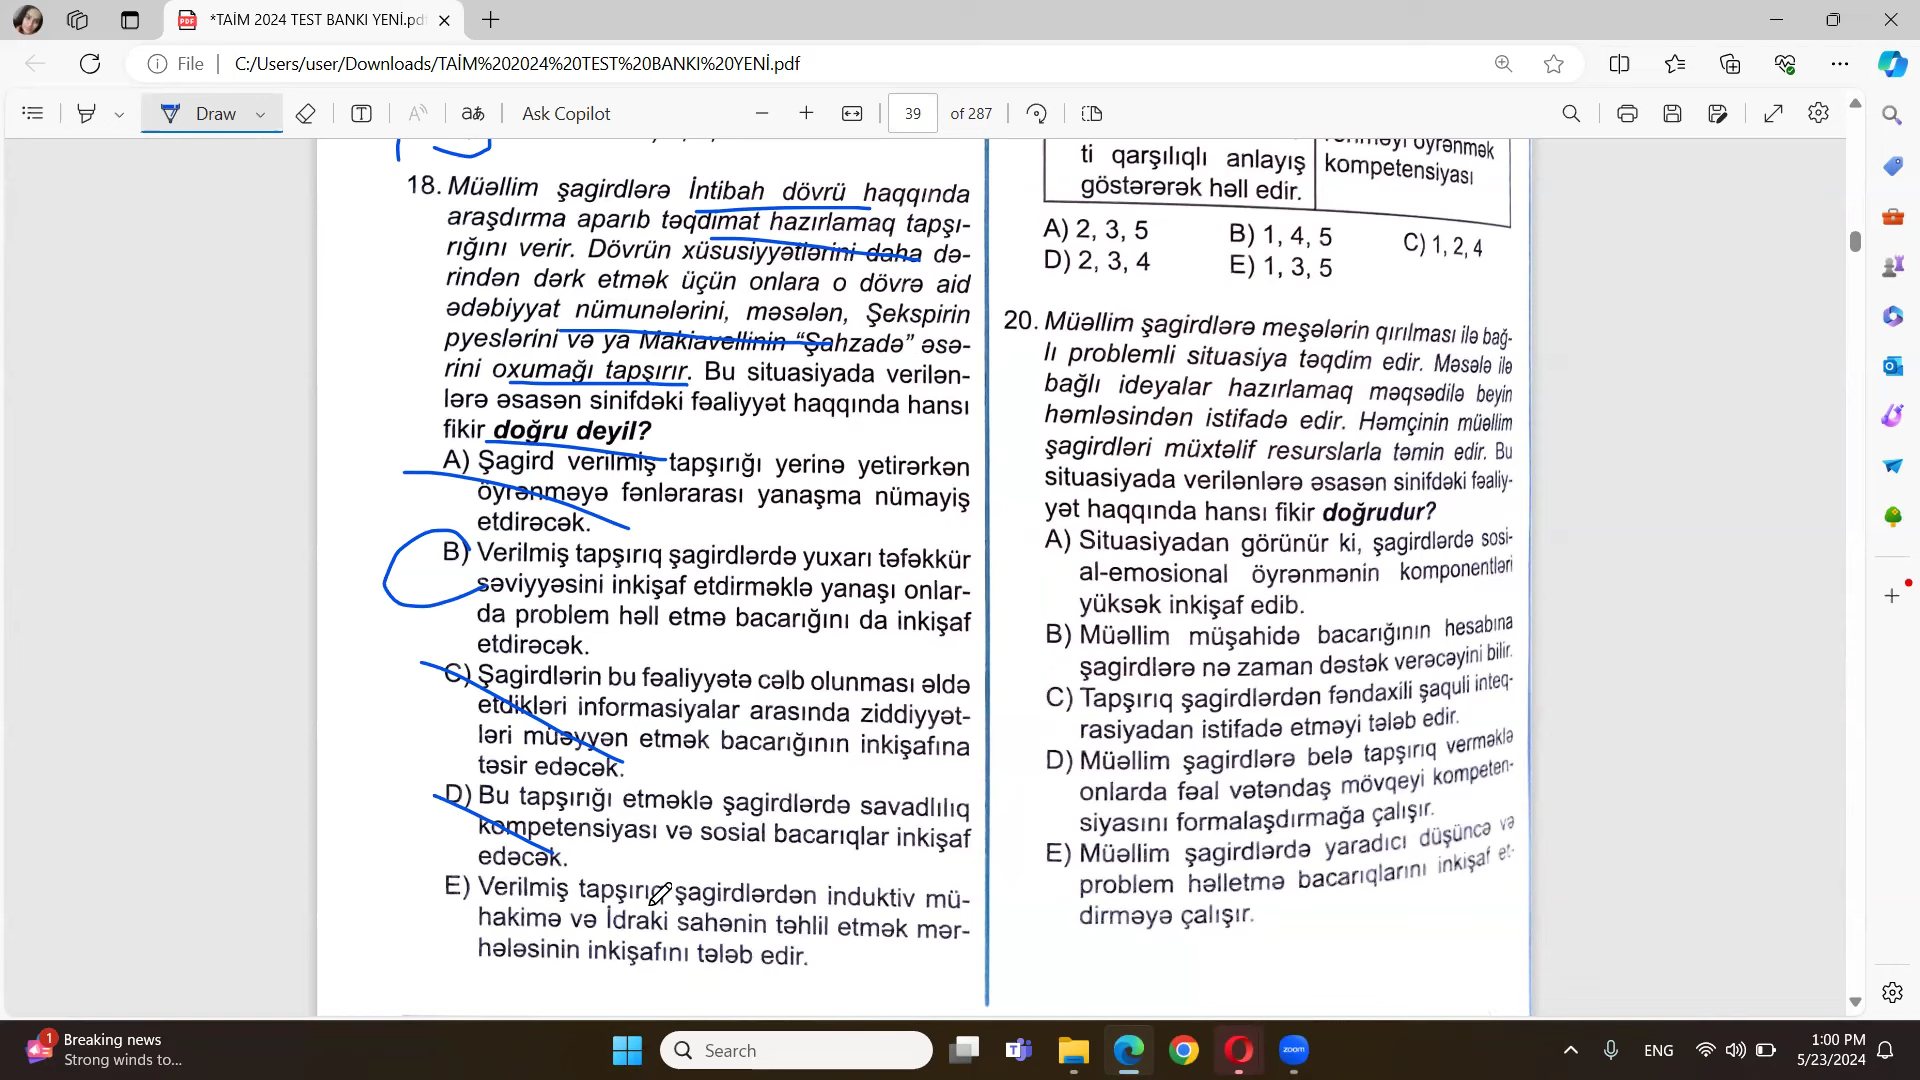 *TAİM 2024 TEST BANKI YENİ.pdf
File
C:/Users/user/Downloads/TAİM%202024%20TEST%20BANKI%20YENİ.pdf
Draw
Ask Copilot
39
of 287
18. Müəllim şagirdlərə İntibah dövrü haqqında
araşdırma aparıb təqdimat hazırlamaq tapşı-
rığını verir. Dövrün xüsusiyyətlərini daha də-
rindən dərk etmək üçün onlara o dövrə aid
ədəbiyyat nümunələrini, məsələn, Şekspirin
pyeslərini və ya Makiavellinin “Şahzadə” əsə-
rini oxumağı tapşırır. Bu situasiyada verilən-
lərə əsasən sinifdəki fəaliyyət haqqında hansı
fikir doğru deyil?
A) Şagird verilmiş tapşırığı yerinə yetirərkən
öyrənməyə fənlərarası yanaşma nümayiş
etdirəcək.
B) Verilmiş tapşırıq şagirdlərdə yuxarı təfəkkür
səviyyəsini inkişaf etdirməklə yanaşı onlar-
da problem həll etmə bacarığını da inkişaf
etdirəcək.
C) Şagirdlərin bu fəaliyyətə cəlb olunması əldə
etdikləri informasiyalar arasında ziddiyyət-
ləri müəyyən etmək bacarığının inkişafına
təsir edəcək.
D) Bu tapşırığı etməklə şagirdlərdə savadlılıq
kompetensiyası və sosial bacarıqlar inkişaf
edəcək.
E) Verilmiş tapşırıq şagirdlərdən induktiv mü-
hakimə və İdraki sahənin təhlil etmək mər-
hələsinin inkişafını tələb edir.
ti qarşılıqlı anlayış
göstərərək həll edir.
öyrənmək
kompetensiyası
A) 2, 3, 5 B) 1, 4, 5 C) 1, 2, 4
D) 2, 3, 4 E) 1, 3, 5
20. Müəllim şagirdlərə meşələrin qırılması ilə bağ-
lı problemli situasiya təqdim edir. Məsələ ilə
bağlı ideyalar hazırlamaq məqsədilə beyin
həmləsindən istifadə edir. Həmçinin müəllim
şagirdləri müxtəlif resurslarla təmin edir. Bu
situasiyada verilənlərə əsasən sinifdəki fəaliy-
yət haqqında hansı fikir doğrudur?
A) Situasiyadan görünür ki, şagirdlərdə sosi-
al-emosional öyrənmənin komponentləri
yüksək inkişaf edib.
B) Müəllim müşahidə bacarığının hesabına
şagirdlərə nə zaman dəstək verəcəyini bilir.
C) Tapşırıq şagirdlərdən fəndaxili şaquli inteq-
rasiyadan istifadə etməyi tələb edir.
D) Müəllim şagirdlərə belə tapşırıq verməklə
onlarda fəal vətəndaş mövqeyi kompeten-
siyasını formalaşdırmağa çalışır.
E) Müəllim şagirdlərdə yaradıcı düşüncə və
problem həlletmə bacarıqlarını inkişaf et-
dirməyə çalışır.
1
Breaking news
Strong winds to...
Search
zoom
ENG
1:00 PM
5/23/2024